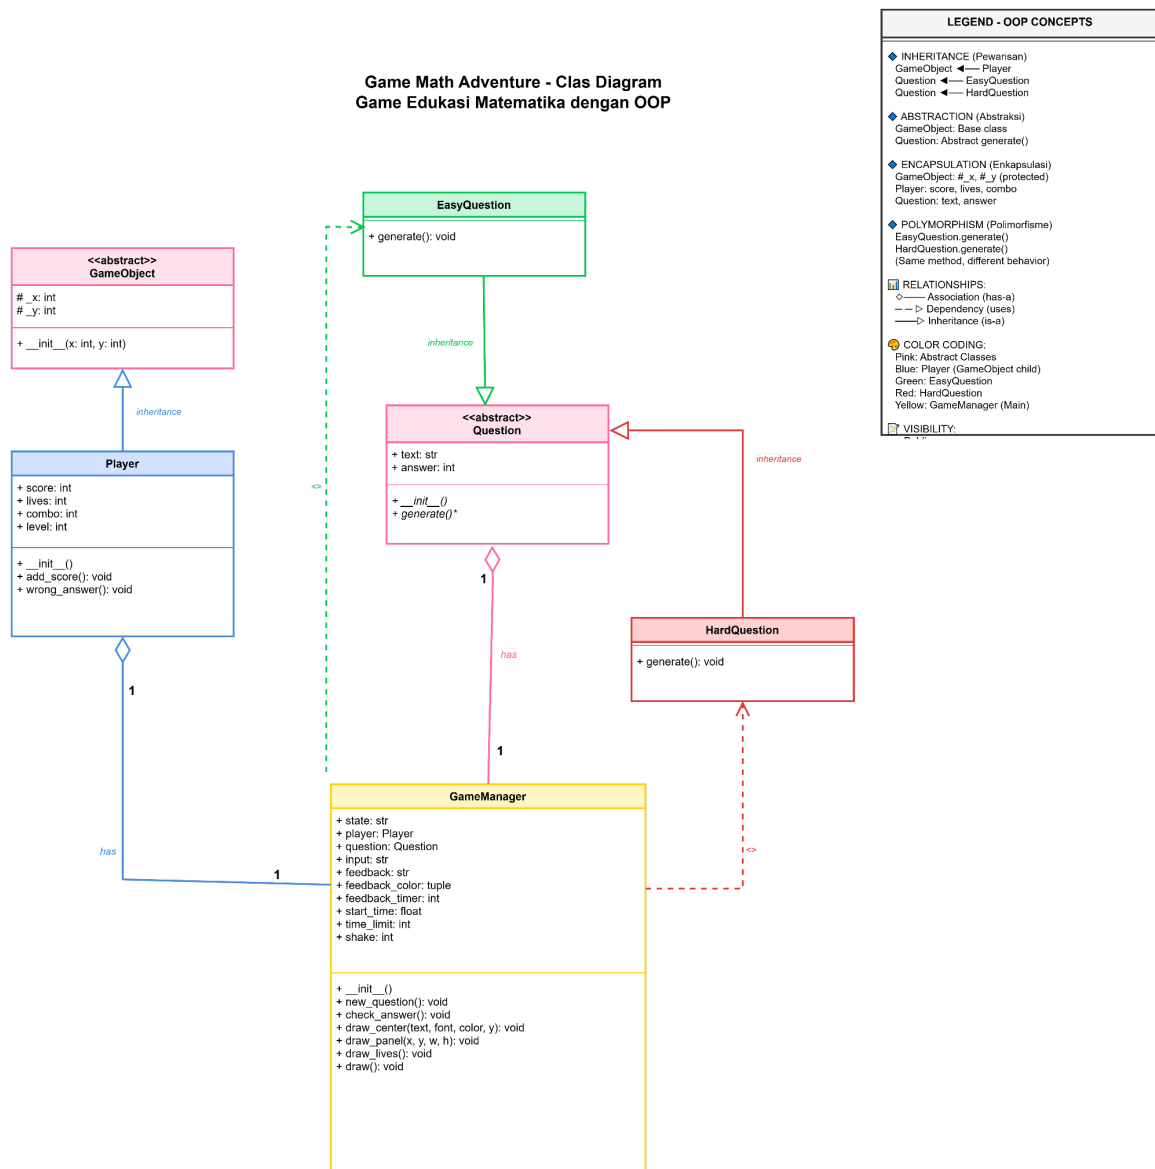 Game Math Adventure - Clas Diagram
Game Edukasi Matematika dengan OOP
LEGEND - OOP CONCEPTS
INHERITANCE (Pewarisan)
GameObject ◄── Player
Question ◄── EasyQuestion
Question ◄── HardQuestion
ABSTRACTION (Abstraksi)
GameObject: Base class
Question: Abstract generate()
ENCAPSULATION (Enkapsulasi)
GameObject: #_x, #_y (protected)
Player: score, lives, combo
Question: text, answer
POLYMORPHISM (Polimorfisme)
EasyQuestion.generate()
HardQuestion.generate()
(Same method, different behavior)
RELATIONSHIPS:
◇─── Association (has-a)
─ ─ ▷ Dependency (uses)
───▷ Inheritance (is-a)
COLOR CODING:
Pink: Abstract Classes
Blue: Player (GameObject child)
Green: EasyQuestion
Red: HardQuestion
Yellow: GameManager (Main)
VISIBILITY:
EasyQuestion
+ generate(): void
<<abstract>>
GameObject
# _x: int
# _y: int
+ __init__(x: int, y: int)
inheritance
inheritance
<<abstract>>
Question
+ text: str
+ answer: int
+ __init__()
+ generate()*
inheritance
Player
+ score: int
+ lives: int
+ combo: int
+ level: int
+ __init__()
+ add_score(): void
+ wrong_answer(): void
<>
1
has
1
HardQuestion
+ generate(): void
1
has
1
<>
GameManager
+ state: str
+ player: Player
+ question: Question
+ input: str
+ feedback: str
+ feedback_color: tuple
+ feedback_timer: int
+ start_time: float
+ time_limit: int
+ shake: int
+ __init__()
+ new_question(): void
+ check_answer(): void
+ draw_center(text, font, color, y): void
+ draw_panel(x, y, w, h): void
+ draw_lives(): void
+ draw(): void